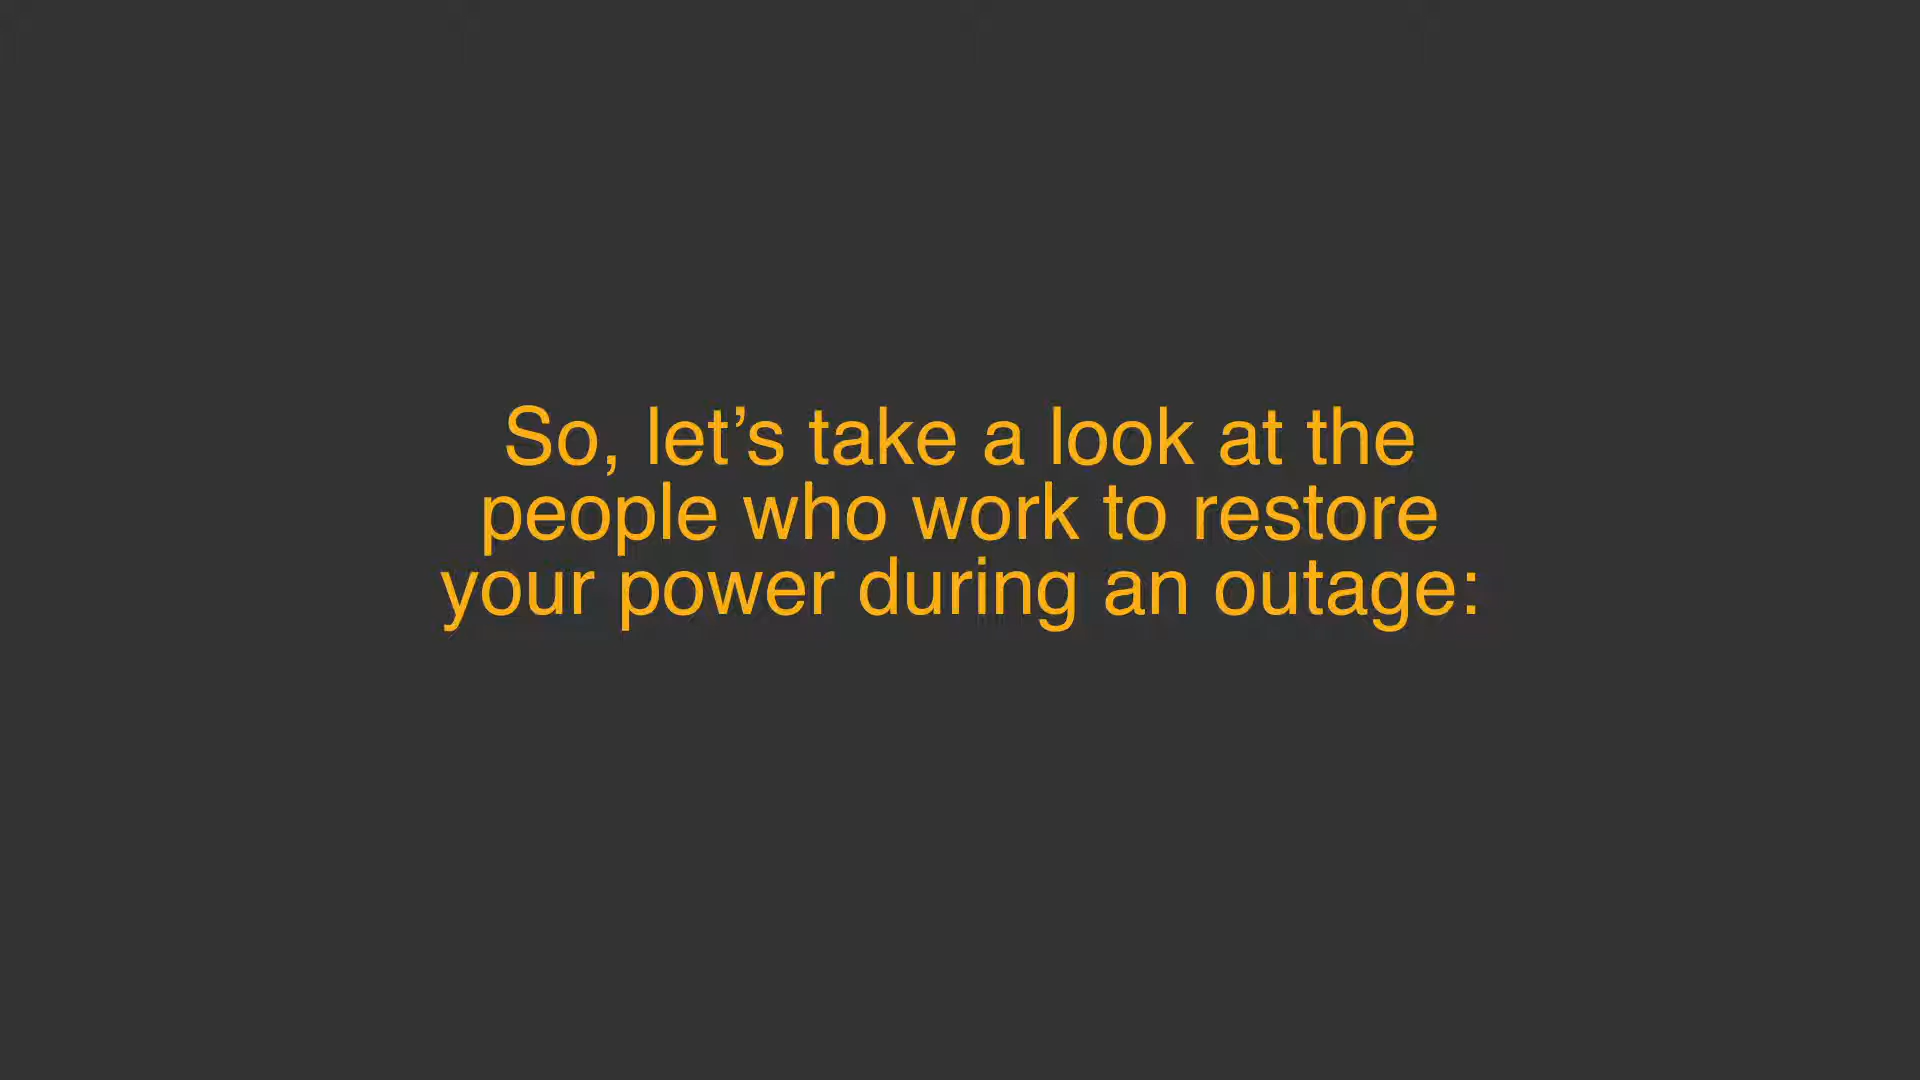 So, let’s take a look at the
people who work to restore
your power during an outage: